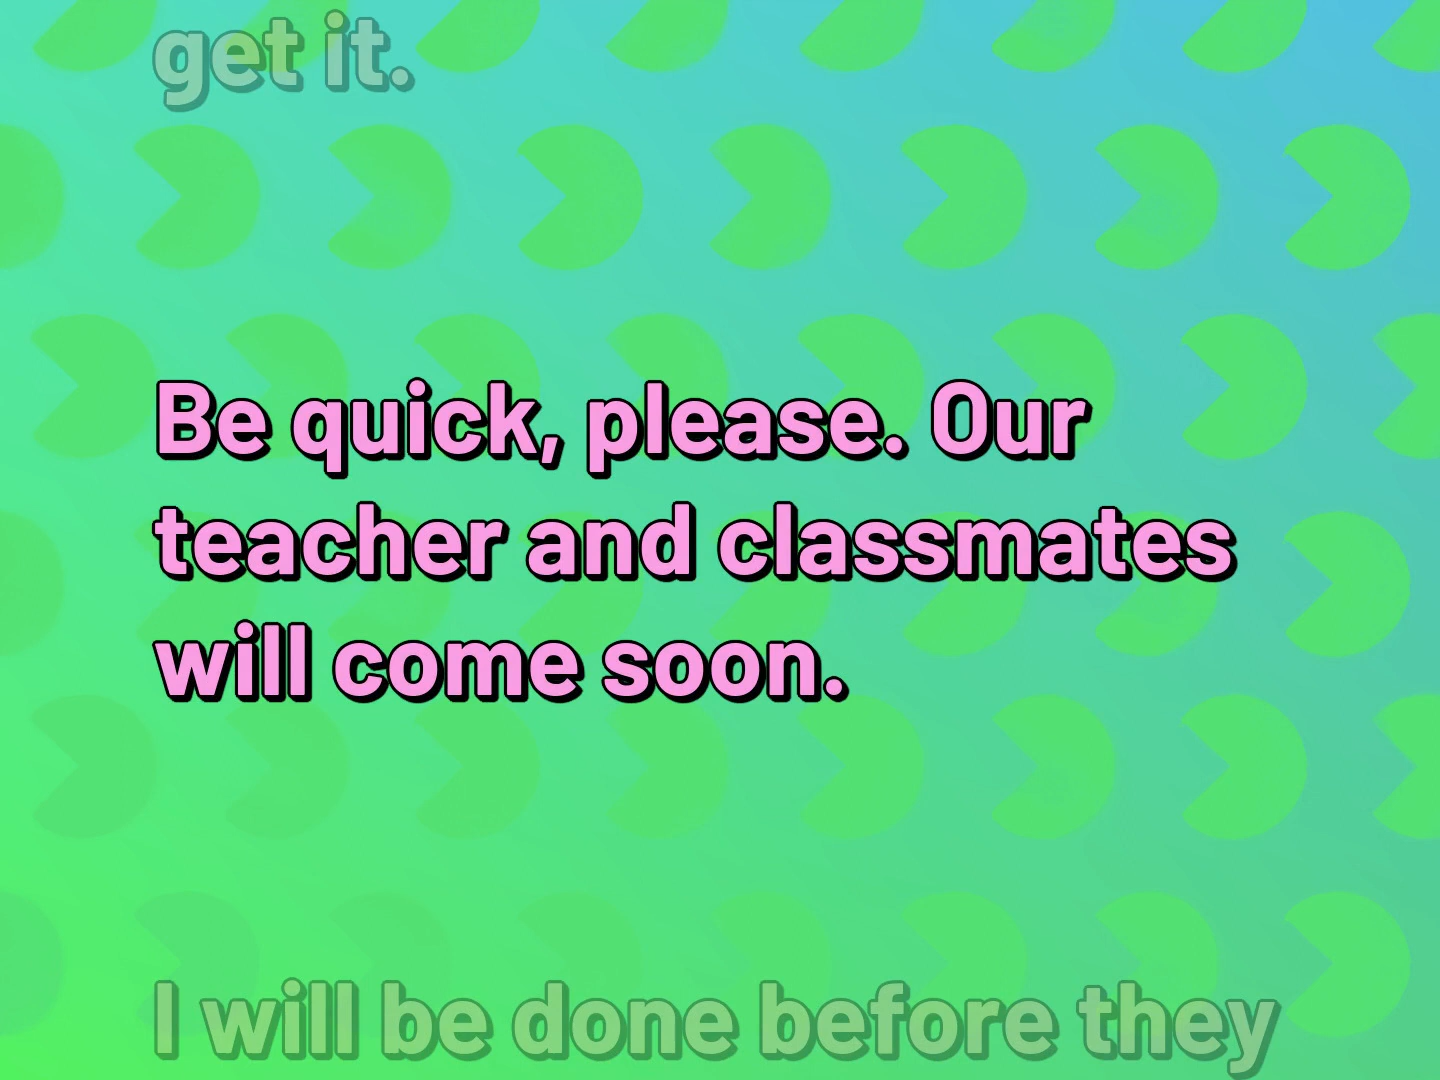 get it.
Be quick, please. Our
teacher and classmates
will come soon.
I will be done before they